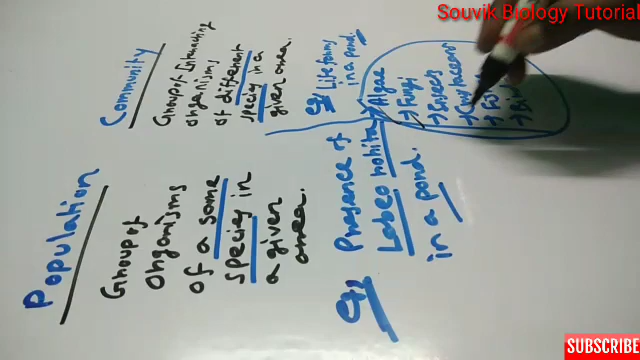 Souvik Biology Tutorial
Population
Group of
organisms
of a same
species in
a given
area.
eg, Presence of
Labeo rohita
in a pond.
Community
Group of Interacting
organisms
of different
species in a
given area.
eg, Life forms
in a pond.
→ Algae
→ Fungi
→ Insects
SUBSCRIBE